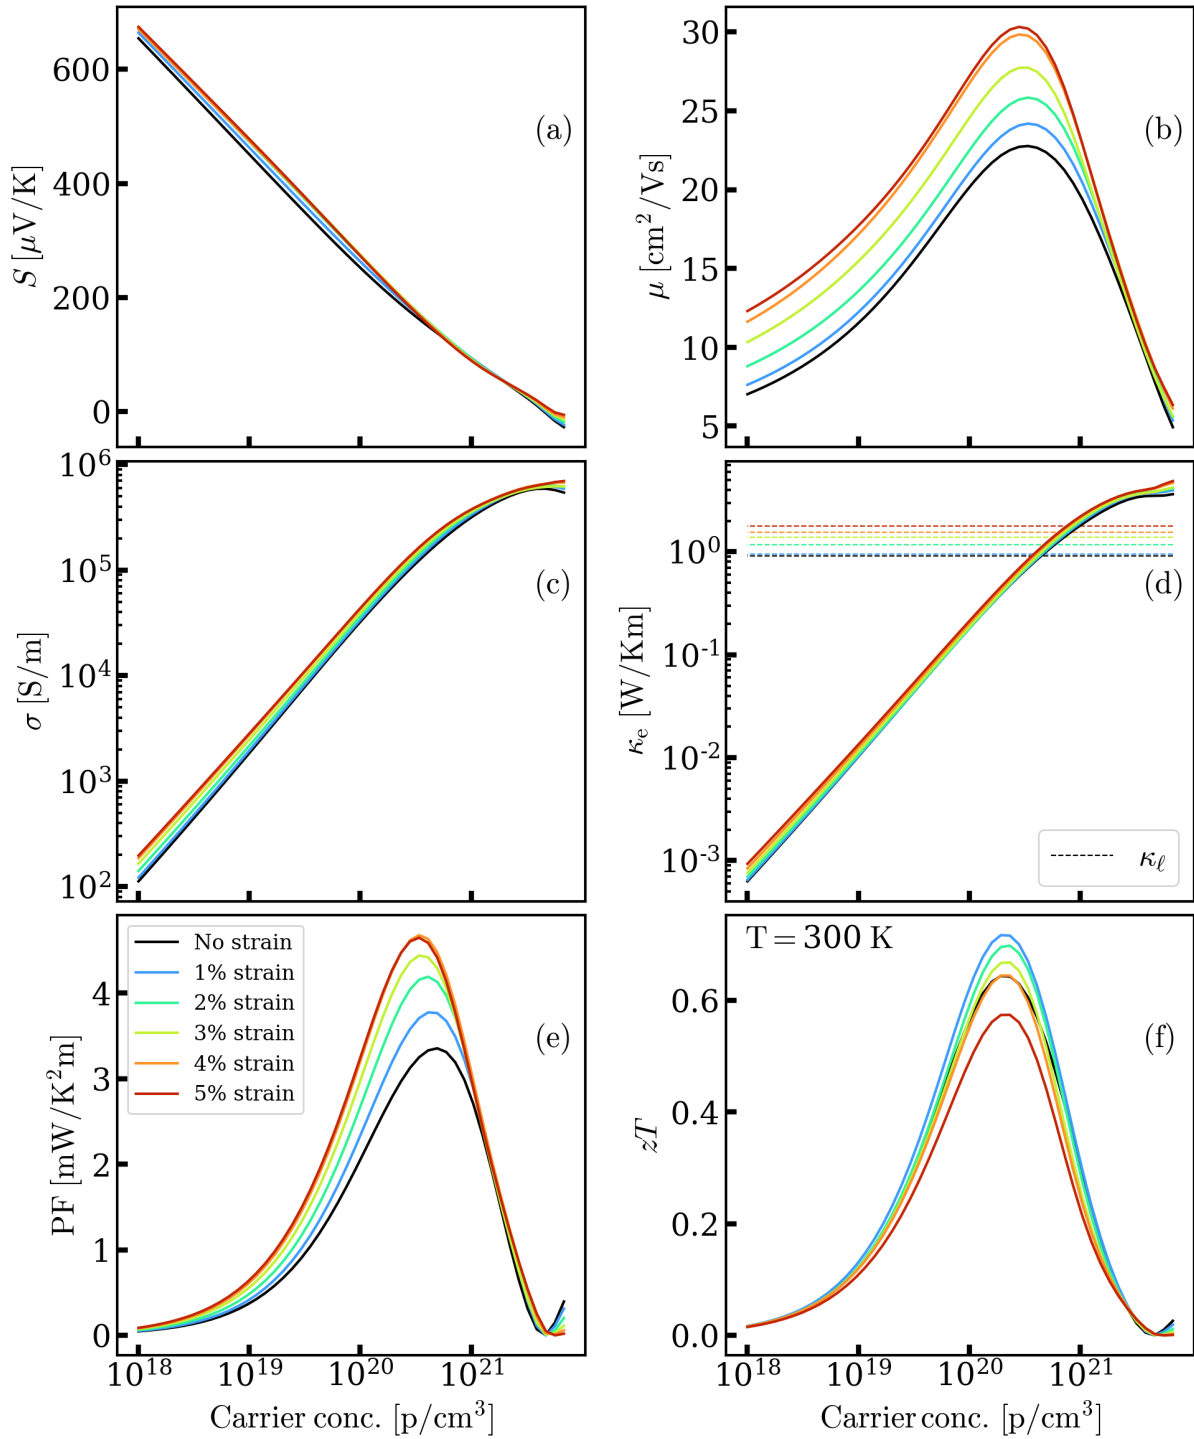 (a)
S [μV/K]
600
400
200
0
(b)
μ [cm²/Vs]
30
25
20
15
10
5
(c)
σ [S/m]
10⁶
10⁵
10⁴
10³
10²
(d)
κₑ [W/Km]
10⁰
10⁻¹
10⁻²
10⁻³
κ_ℓ
(e)
PF [mW/K²m]
4
3
2
1
0
No strain
1% strain
2% strain
3% strain
4% strain
5% strain
10¹⁸ 10¹⁹ 10²⁰ 10²¹
Carrier conc. [p/cm³]
T = 300 K
(f)
zT
0.6
0.4
0.2
0.0
10¹⁸ 10¹⁹ 10²⁰ 10²¹
Carrier conc. [p/cm³]